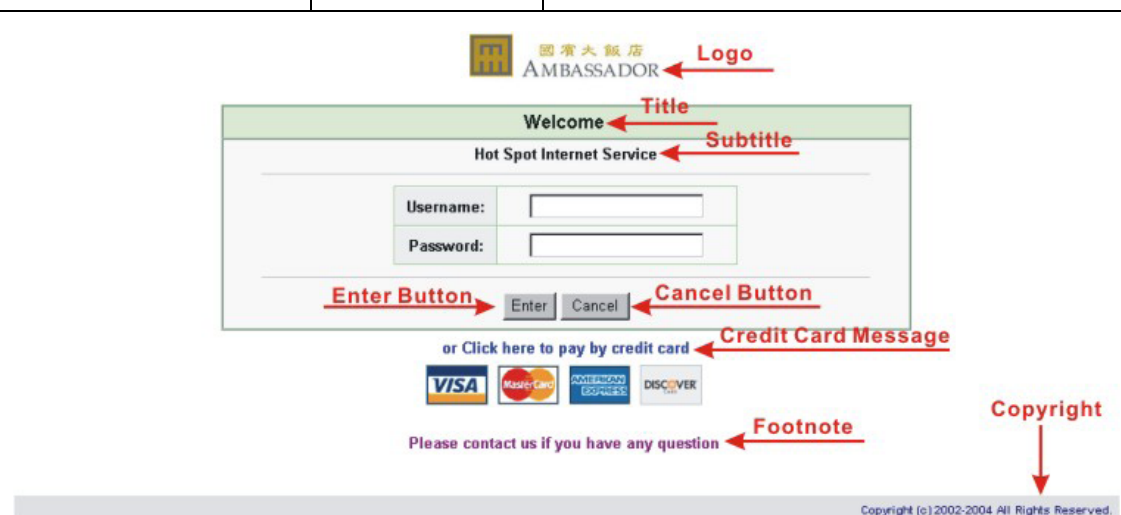 國賓大飯店
AMBASSADOR
Logo
Title
Welcome
Subtitle
Hot Spot Internet Service
Username:
Password:
Enter Button
Enter
Cancel
Cancel Button
Credit Card Message
or Click here to pay by credit card
VISA
MasterCard
AMERICAN EXPRESS
DISCOVER
Copyright
Footnote
Please contact us if you have any question
Copyright (c) 2002-2004 All Rights Reserved.